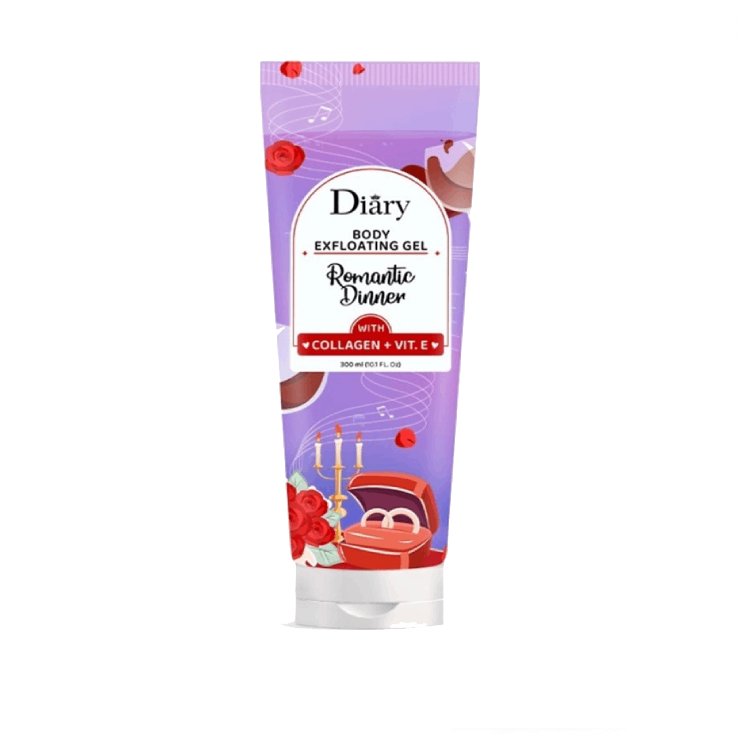 Diary
BODY
EXFLOATING GEL
Romantic
Dinner
WITH
COLLAGEN + VIT. E
300 ml (10.1 FL. Oz)